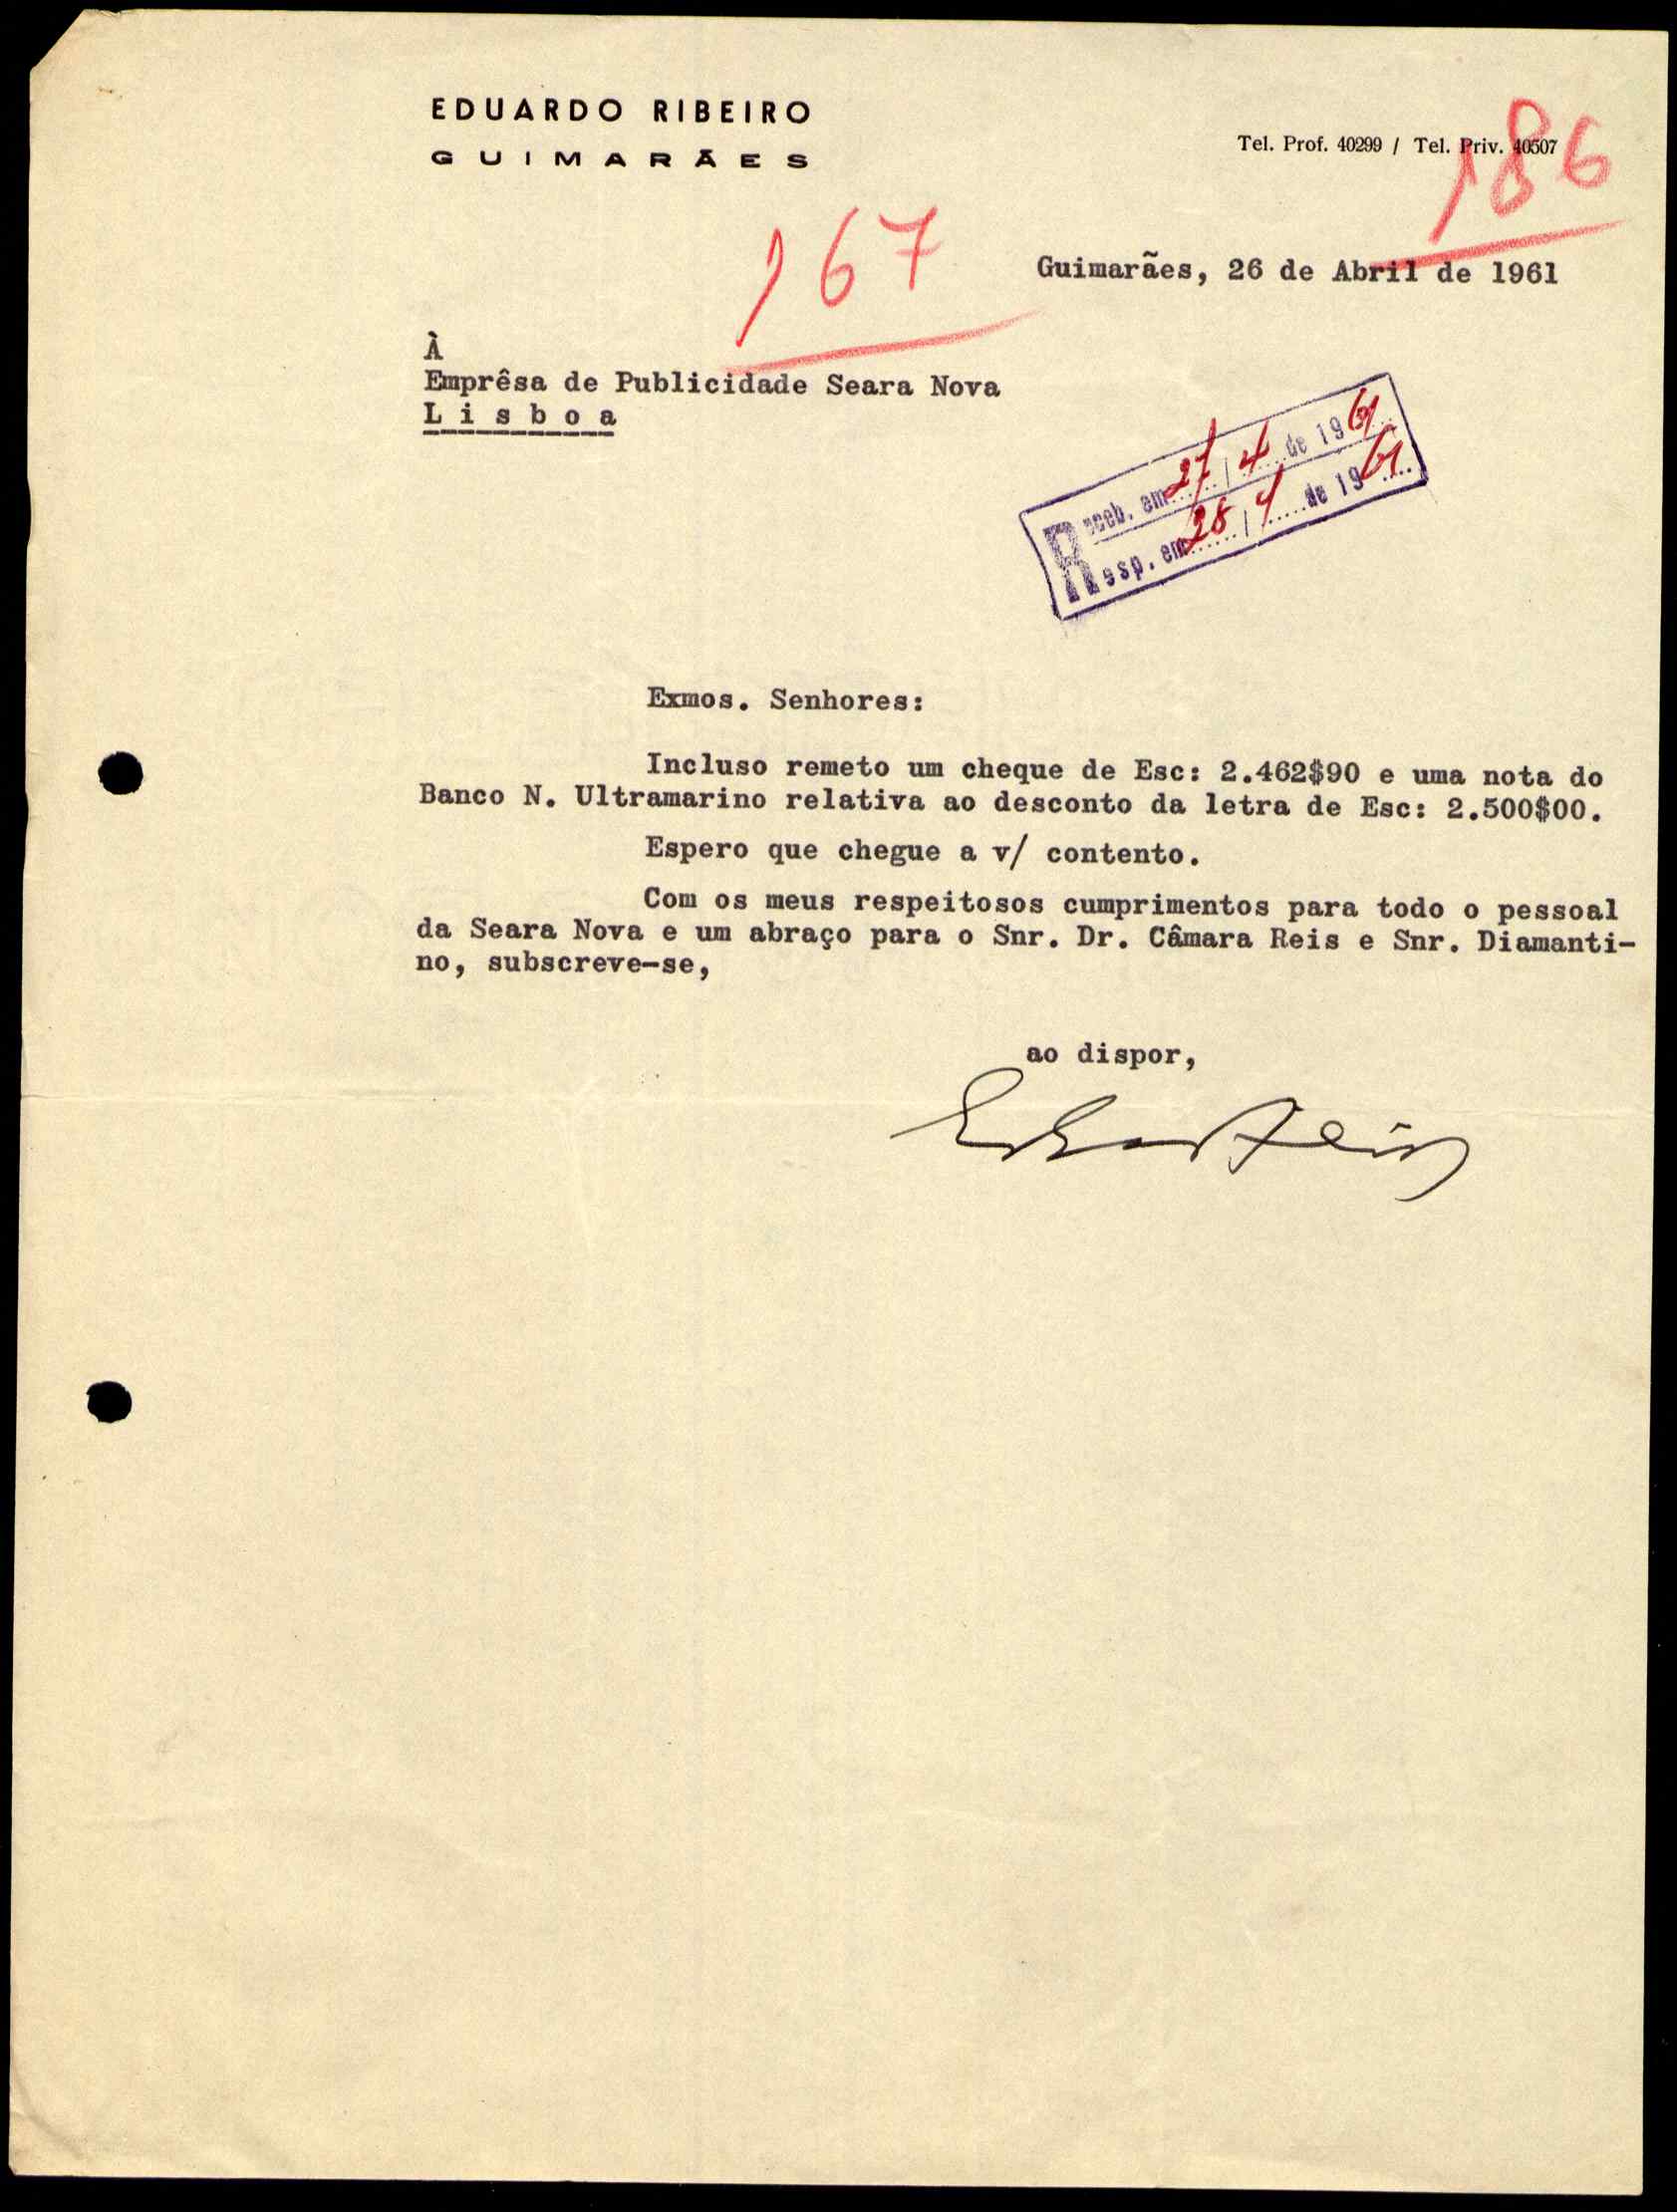 EDUARDO RIBEIRO
GUIMARÃES
Tel. Prof. 40299 / Tel. Priv. 40507
186
167
Guimarães, 26 de Abril de 1961
À
Emprêsa de Publicidade Seara Nova
Lisboa
Receb. em 27/4 de 1961
Resp. em 28/4 de 1961
Exmos. Senhores:
Incluso remeto um cheque de Esc: 2.462$90 e uma nota do
Banco N. Ultramarino relativa ao desconto da letra de Esc: 2.500$00.
Espero que chegue a v/ contento.
Com os meus respeitosos cumprimentos para todo o pessoal
da Seara Nova e um abraço para o Snr. Dr. Câmara Reis e Snr. Diamanti-
no, subscreve-se,
ao dispor,